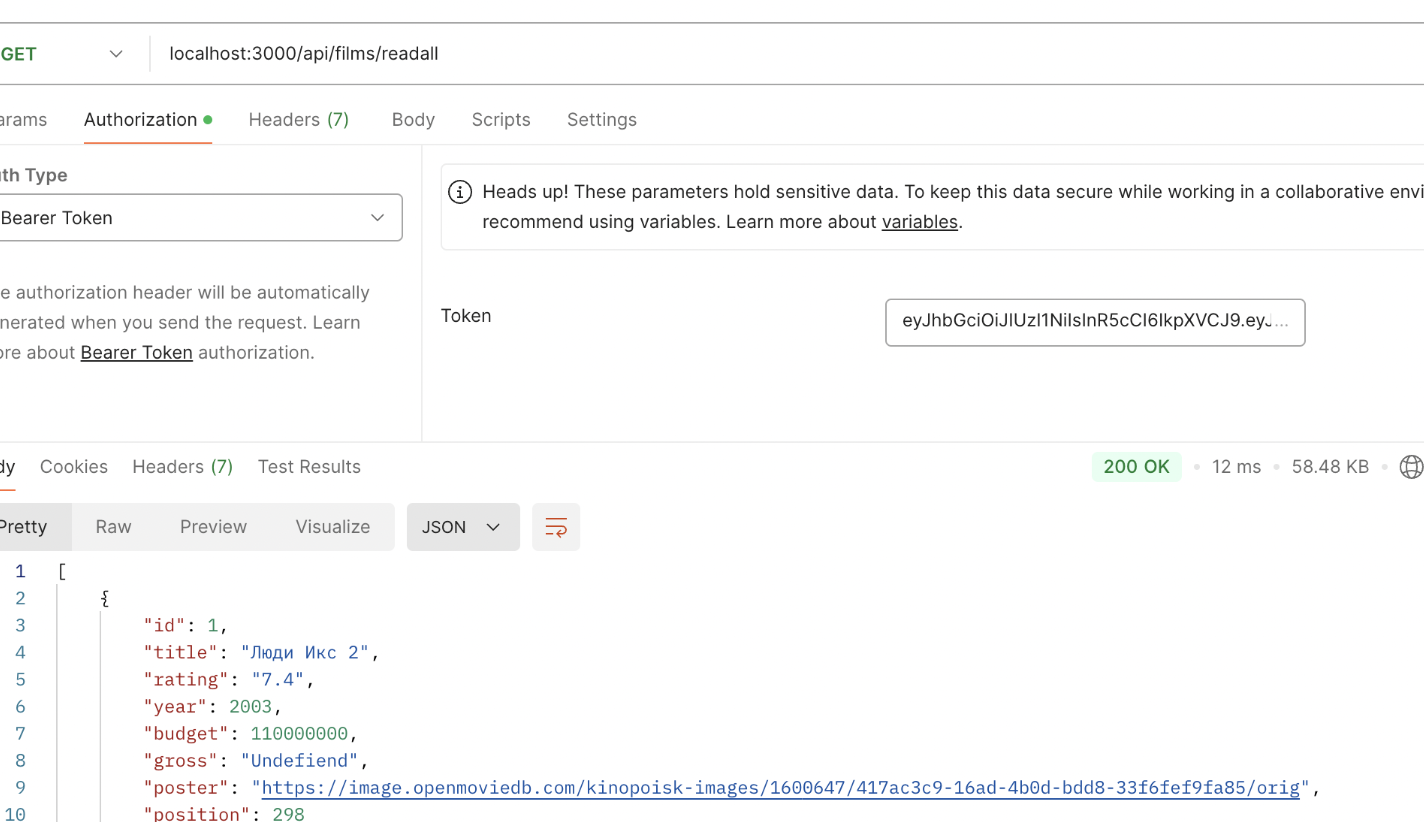 GET
localhost:3000/api/films/readall
arams Authorization Headers (7) Body Scripts Settings
th Type
Bearer Token
e authorization header will be automatically
nerated when you send the request. Learn
ore about Bearer Token authorization.
Heads up! These parameters hold sensitive data. To keep this data secure while working in a collaborative envi
recommend using variables. Learn more about variables.
Token
eyJhbGciOiJIUzI1NiIsInR5cCI6IkpXVCJ9.eyJ...
dy Cookies Headers (7) Test Results 200 OK 12 ms 58.48 KB
Pretty Raw Preview Visualize JSON
1 [
2 {
3 "id": 1,
4 "title": "Люди Икс 2",
5 "rating": "7.4",
6 "year": 2003,
7 "budget": 110000000,
8 "gross": "Undefiend",
9 "poster": "https://image.openmoviedb.com/kinopoisk-images/1600647/417ac3c9-16ad-4b0d-bdd8-33f6fef9fa85/orig",
10 "position": 298